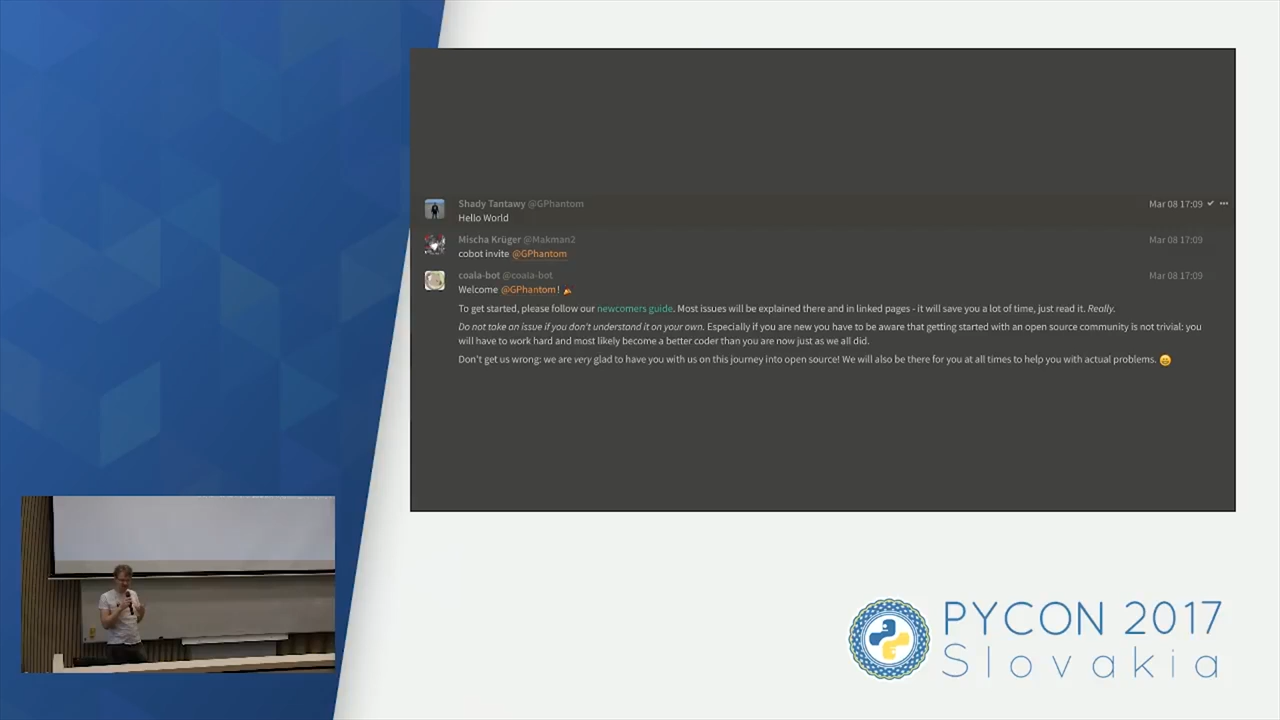 Shady Tantawy @GPhantom
Mar 08 17:09
Hello World
Mischa Krüger @Makman2
Mar 08 17:09
cobot invite @GPhantom
coala-bot @coala-bot
Mar 08 17:09
Welcome @GPhantom! 🎉
To get started, please follow our newcomers guide. Most issues will be explained there and in linked pages - it will save you a lot of time, just read it. Really.
Do not take an issue if you don't understand it on your own. Especially if you are new you have to be aware that getting started with an open source community is not trivial: you
will have to work hard and most likely become a better coder than you are now just as we all did.
Don't get us wrong: we are very glad to have you with us on this journey into open source! We will also be there for you at all times to help you with actual problems. 😄
PYCON 2017
Slovakia